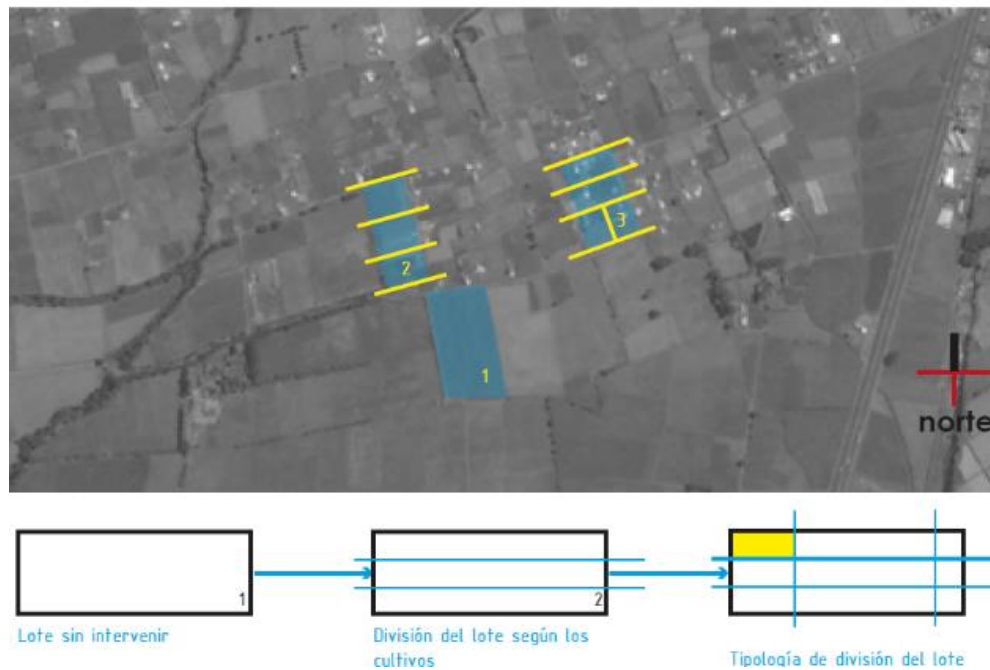 3
2
1
norte
1
2
Lote sin intervenir
División del lote según los
cultivos
Tipología de división del lote